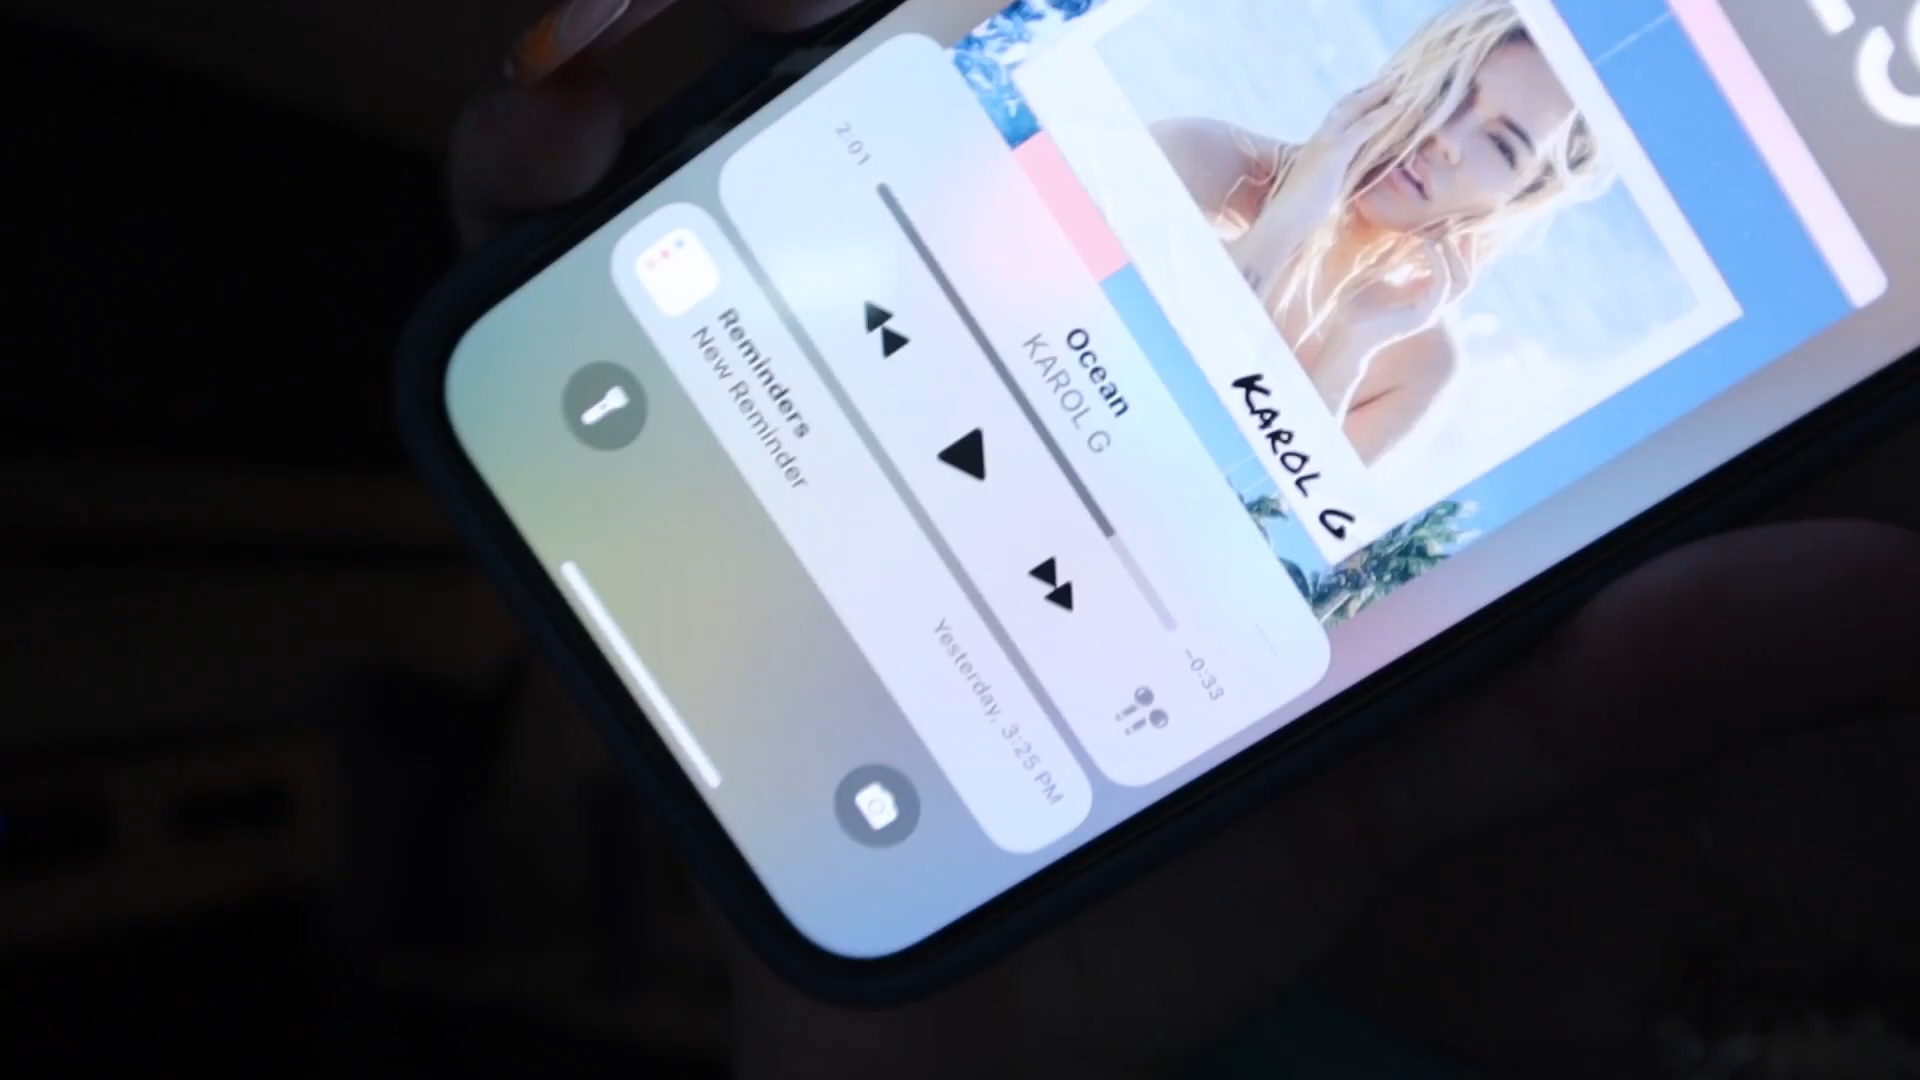 KAROL G
Ocean
KAROL G
2:01
-0:33
Reminders
New Reminder
Yesterday, 3:25 PM